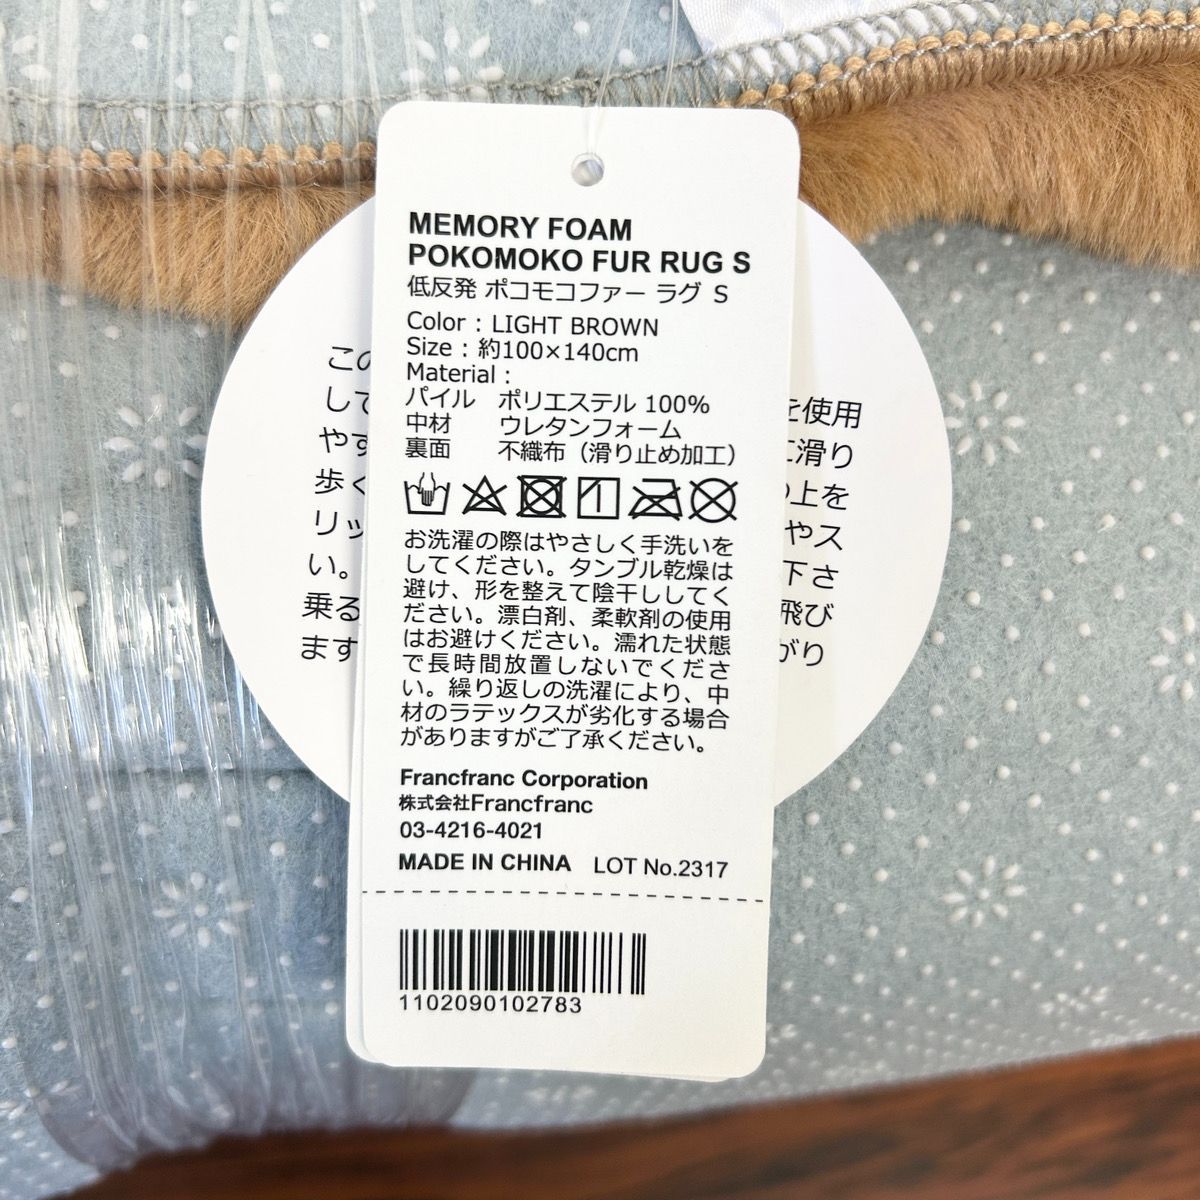 MEMORY FOAM
POKOMOKO FUR RUG S
低反発 ポコモコファー ラグ S
Color : LIGHT BROWN
Size : 約100×140cm
Material :
パイル ポリエステル 100%
中材 ウレタンフォーム
裏面 不織布（滑り止め加工）
お洗濯の際はやさしく手洗いを
してください。タンブル乾燥は
避け、形を整えて陰干ししてく
ださい。漂白剤、柔軟剤の使用
はお避けください。濡れた状態
で長時間放置しないでくださ
い。繰り返しの洗濯により、中
材のラテックスが劣化する場合
がありますがご了承ください。
Francfranc Corporation
株式会社Francfranc
03-4216-4021
MADE IN CHINA LOT No.2317
1102090102783
この
して を使用
やす に滑り
歩く の上を
リッ やス
い。 下さ
乗る 飛び
ます がり